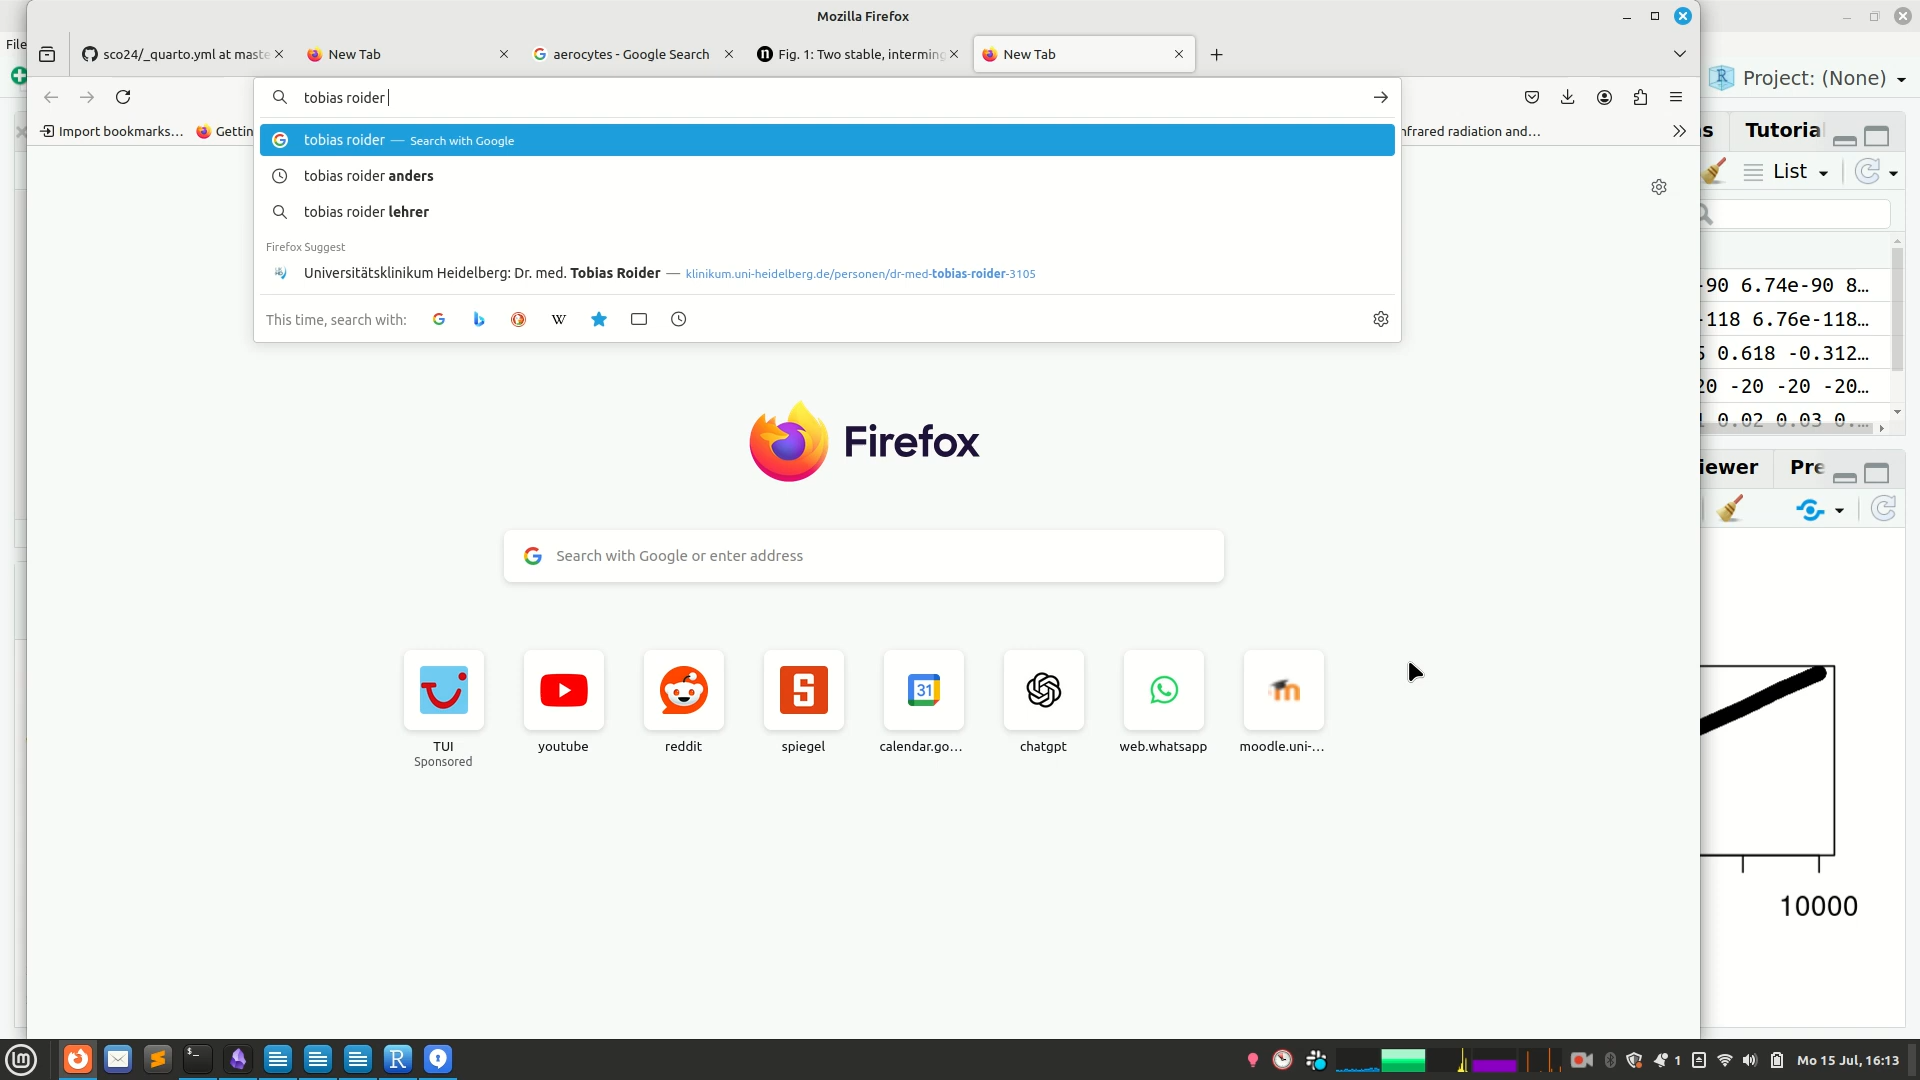 Mozilla Firefox
File
sco24/_quarto.yml at maste
New Tab
aerocytes - Google Search
Fig. 1: Two stable, interming
New Tab
Project: (None)
tobias roider
Import bookmarks...
Gettin
nfrared radiation and...
tobias roider — Search with Google
tobias roider anders
tobias roider lehrer
Firefox Suggest
Universitätsklinikum Heidelberg: Dr. med. Tobias Roider — klinikum.uni-heidelberg.de/personen/dr-med-tobias-roider-3105
This time, search with:
s
Tutoria
List
90 6.74e-90 8…
-118 6.76e-118…
0.618 -0.312…
20 -20 -20 -20…
0.02 0.03 0.…
Firefox
Search with Google or enter address
iewer
Pre
TUI
Sponsored
youtube
reddit
spiegel
31
calendar.go...
chatgpt
web.whatsapp
moodle.uni-...
10000
1
Mo 15 Jul, 16:13